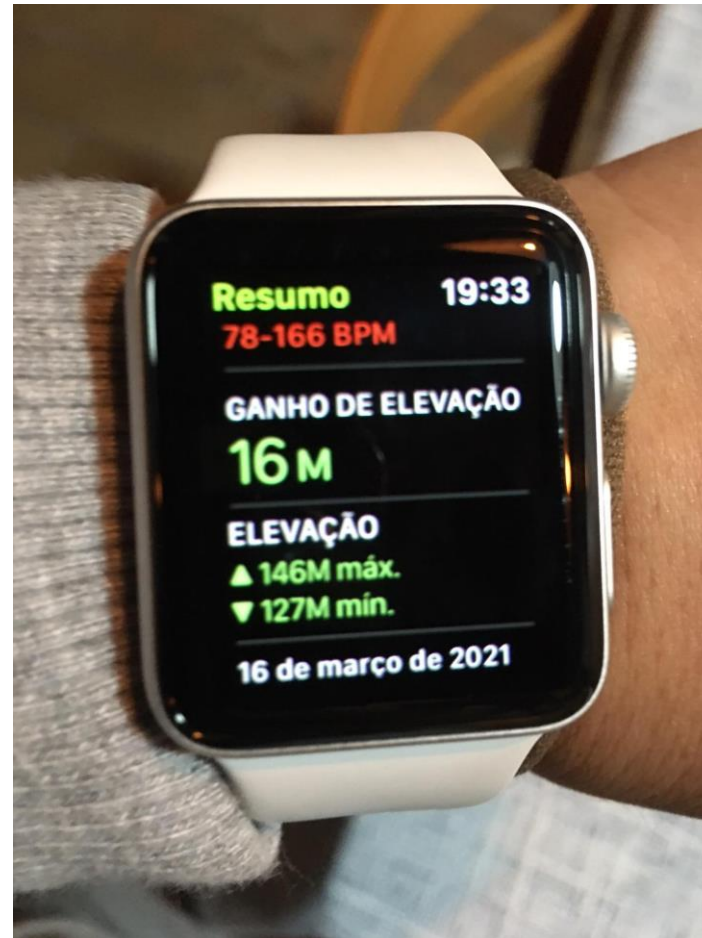 Resumo 19:33
78-166 BPM
GANHO DE ELEVAÇÃO
16 M
ELEVAÇÃO
▲ 146M máx.
▼ 127M mín.
16 de março de 2021